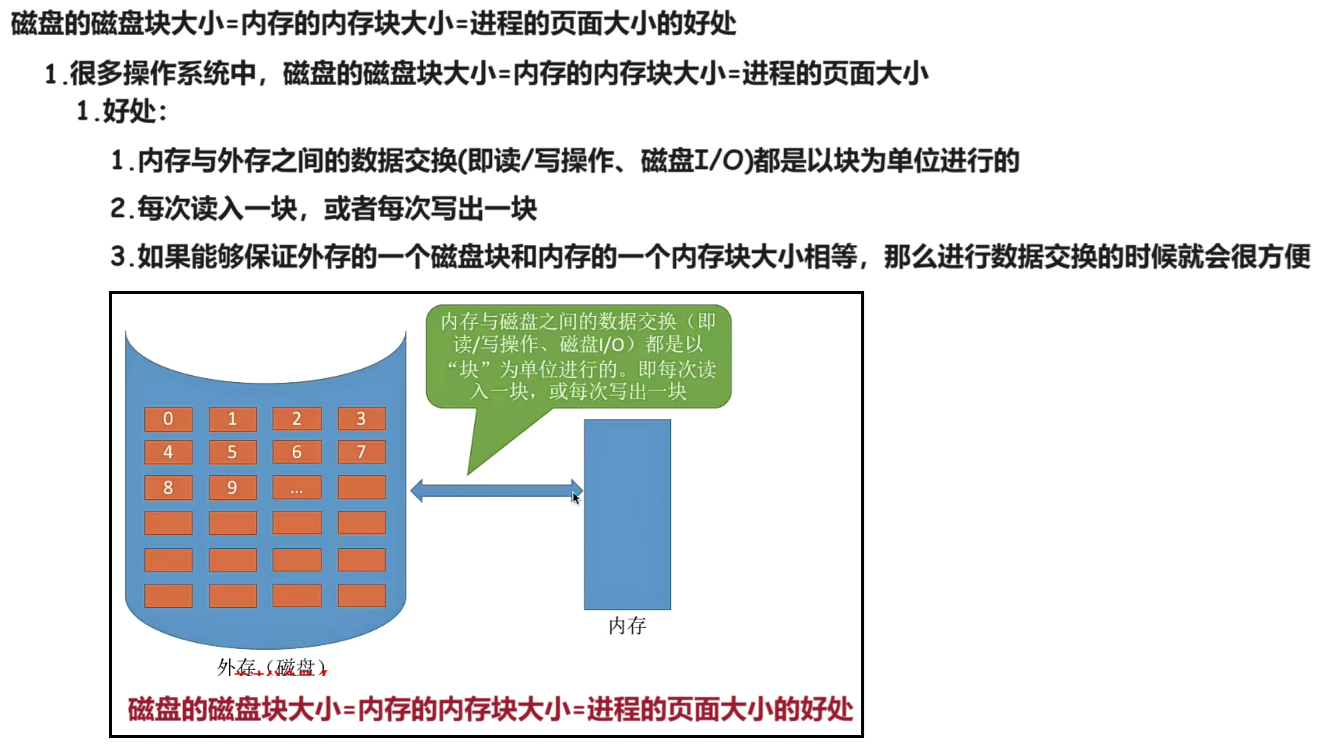 磁盘的磁盘块大小=内存的内存块大小=进程的页面大小的好处
1.很多操作系统中，磁盘的磁盘块大小=内存的内存块大小=进程的页面大小
1.好处：
1.内存与外存之间的数据交换(即读/写操作、磁盘I/O)都是以块为单位进行的
2.每次读入一块，或者每次写出一块
3.如果能够保证外存的一个磁盘块和内存的一个内存块大小相等，那么进行数据交换的时候就会很方便
内存与磁盘之间的数据交换（即
读/写操作、磁盘I/O）都是以
“块”为单位进行的。即每次读
入一块，或每次写出一块
0 1 2 3
4 5 6 7
8 9 ...
内存
外存（磁盘）
磁盘的磁盘块大小=内存的内存块大小=进程的页面大小的好处